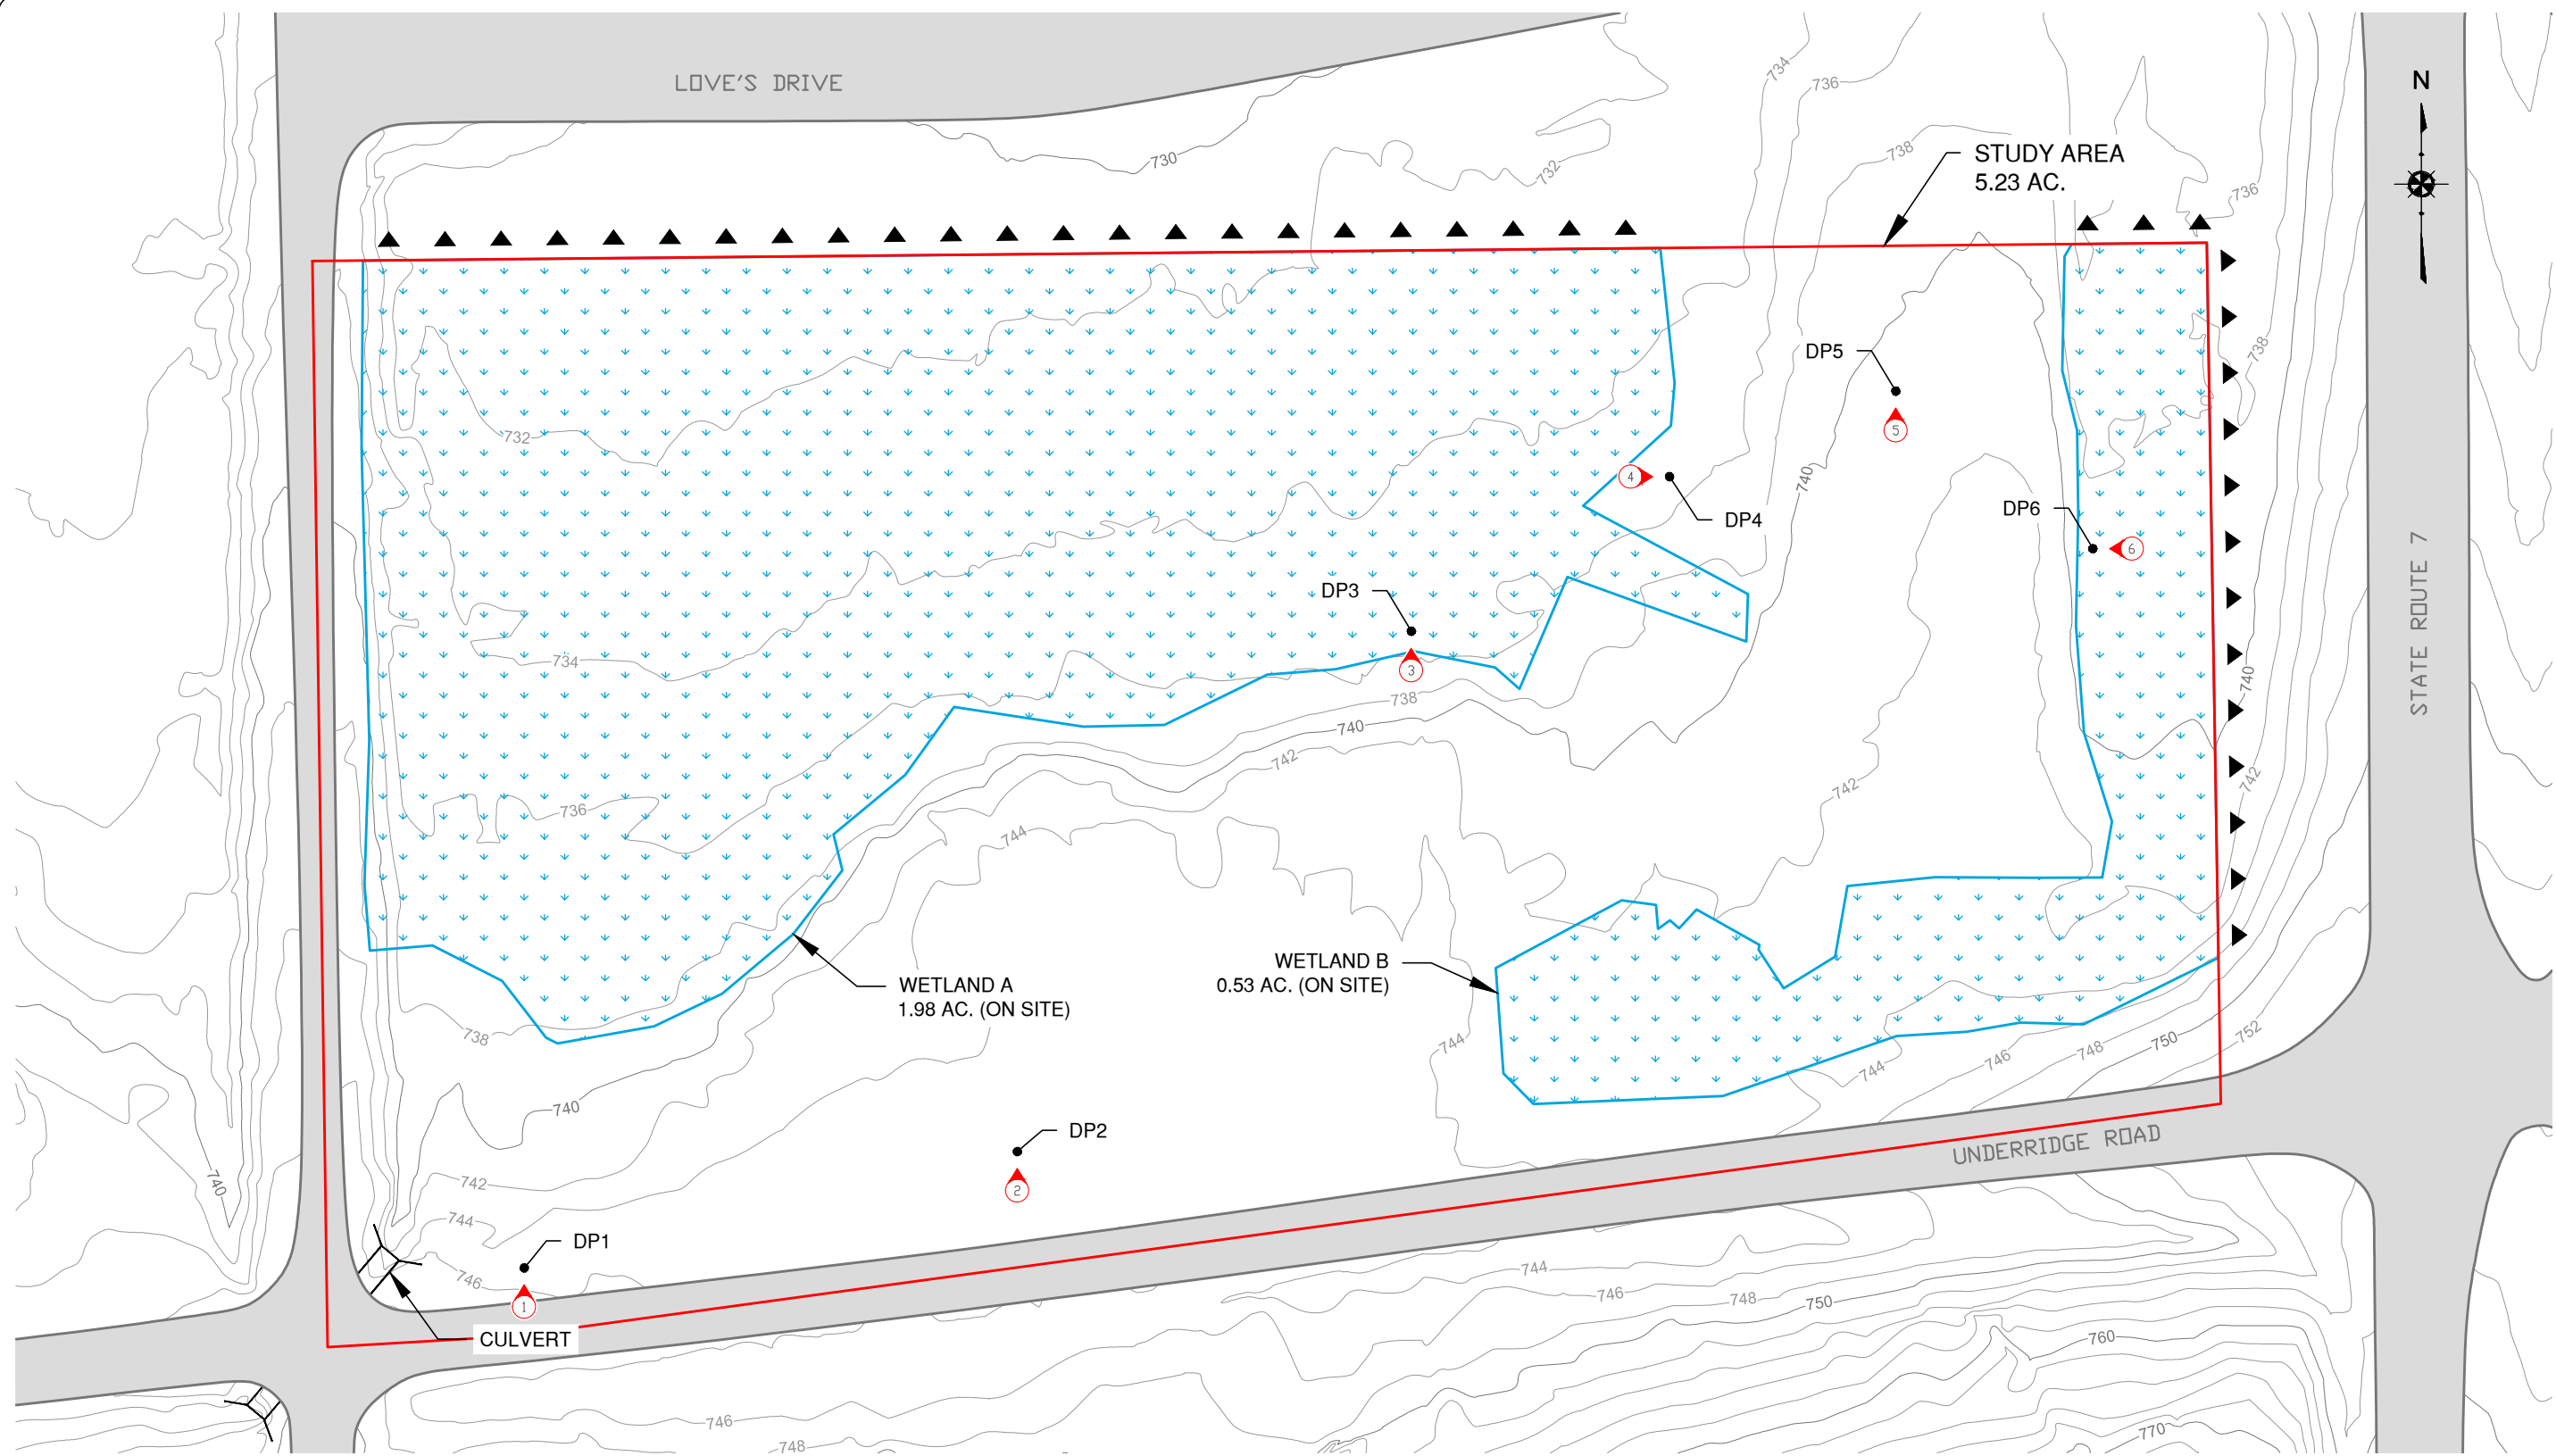 LOVE'S DRIVE
N
734
736
730
732
738
STUDY AREA
5.23 AC.
736
738
DP5
5
732
740
4
DP4
DP6
6
STATE ROUTE 7
DP3
3
734
738
740
740
742
742
742
736
744
WETLAND A
1.98 AC. (ON SITE)
WETLAND B
0.53 AC. (ON SITE)
738
744
744
746
748
750
752
740
DP2
2
UNDERRIDGE ROAD
740
742
744
DP1
1
746
CULVERT
744
746
748
750
760
746
748
770